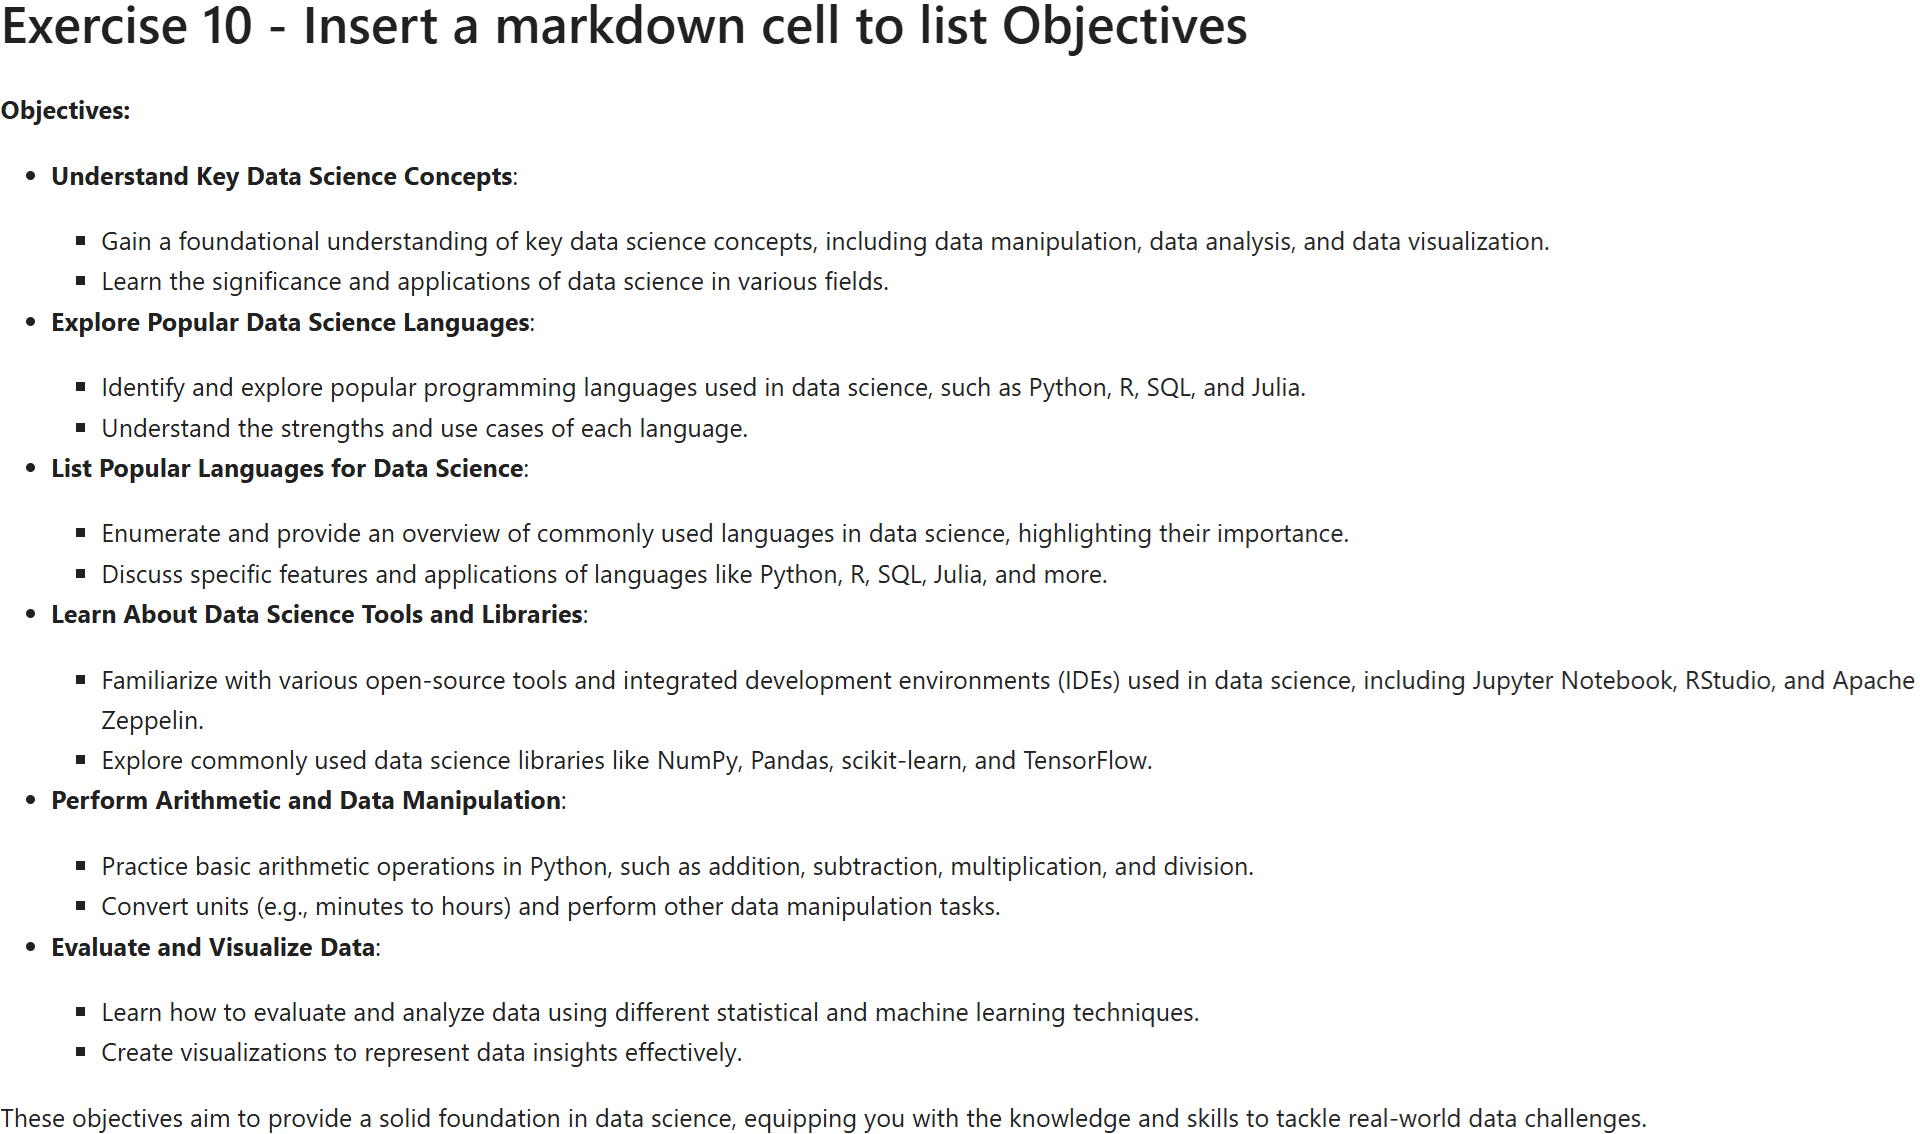 Exercise 10 - Insert a markdown cell to list Objectives
Objectives:
Understand Key Data Science Concepts:
Gain a foundational understanding of key data science concepts, including data manipulation, data analysis, and data visualization.
Learn the significance and applications of data science in various fields.
Explore Popular Data Science Languages:
Identify and explore popular programming languages used in data science, such as Python, R, SQL, and Julia.
Understand the strengths and use cases of each language.
List Popular Languages for Data Science:
Enumerate and provide an overview of commonly used languages in data science, highlighting their importance.
Discuss specific features and applications of languages like Python, R, SQL, Julia, and more.
Learn About Data Science Tools and Libraries:
Familiarize with various open-source tools and integrated development environments (IDEs) used in data science, including Jupyter Notebook, RStudio, and Apache
Zeppelin.
Explore commonly used data science libraries like NumPy, Pandas, scikit-learn, and TensorFlow.
Perform Arithmetic and Data Manipulation:
Practice basic arithmetic operations in Python, such as addition, subtraction, multiplication, and division.
Convert units (e.g., minutes to hours) and perform other data manipulation tasks.
Evaluate and Visualize Data:
Learn how to evaluate and analyze data using different statistical and machine learning techniques.
Create visualizations to represent data insights effectively.
These objectives aim to provide a solid foundation in data science, equipping you with the knowledge and skills to tackle real-world data challenges.